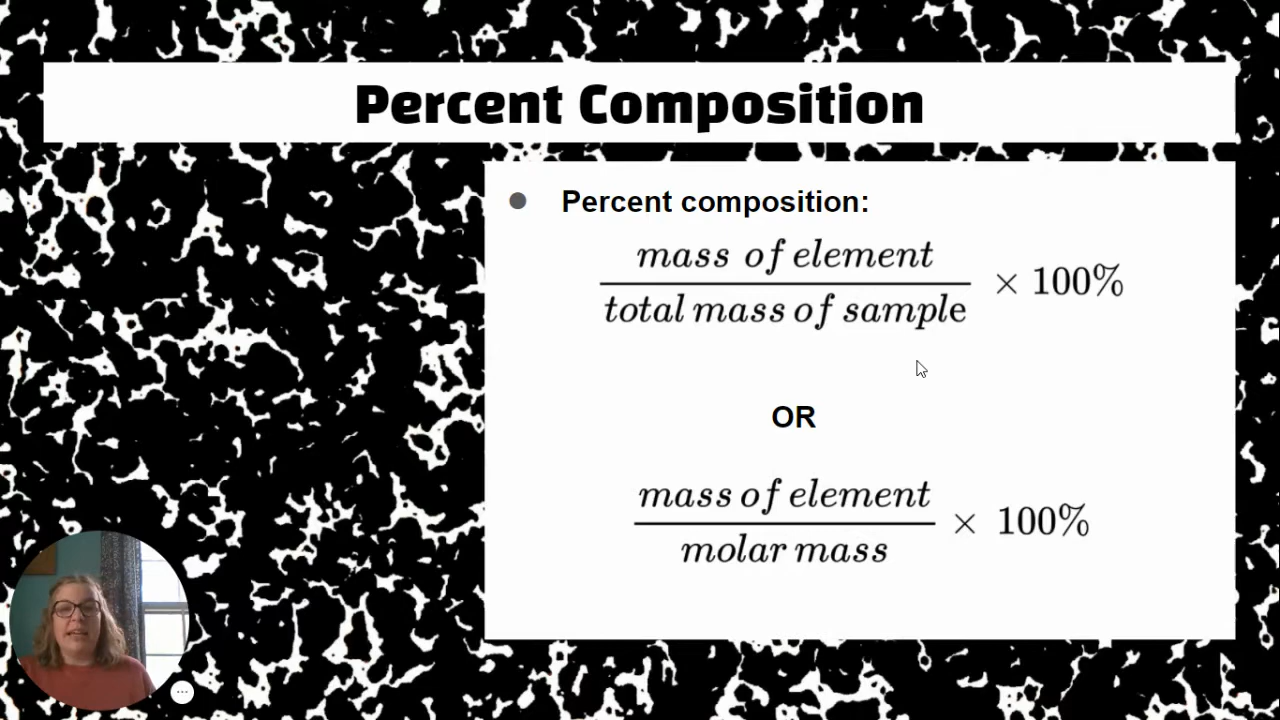 Percent Composition
● Percent composition:
mass of element
total mass of sample
× 100%
OR
mass of element
molar mass
× 100%